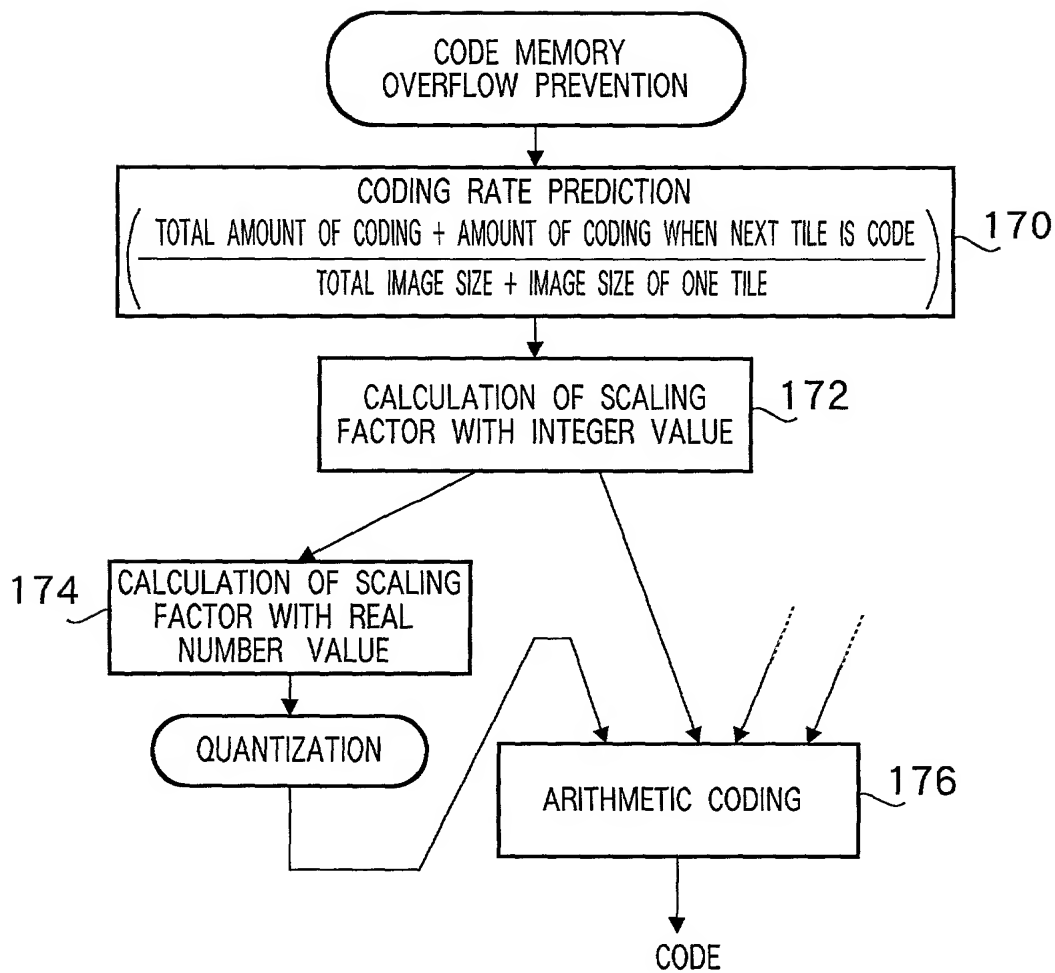 CODE MEMORY
OVERFLOW PREVENTION
CODING RATE PREDICTION
TOTAL AMOUNT OF CODING + AMOUNT OF CODING WHEN NEXT TILE IS CODE
TOTAL IMAGE SIZE + IMAGE SIZE OF ONE TILE
170
CALCULATION OF SCALING
FACTOR WITH INTEGER VALUE
172
174
CALCULATION OF SCALING
FACTOR WITH REAL
NUMBER VALUE
QUANTIZATION
ARITHMETIC CODING
176
CODE